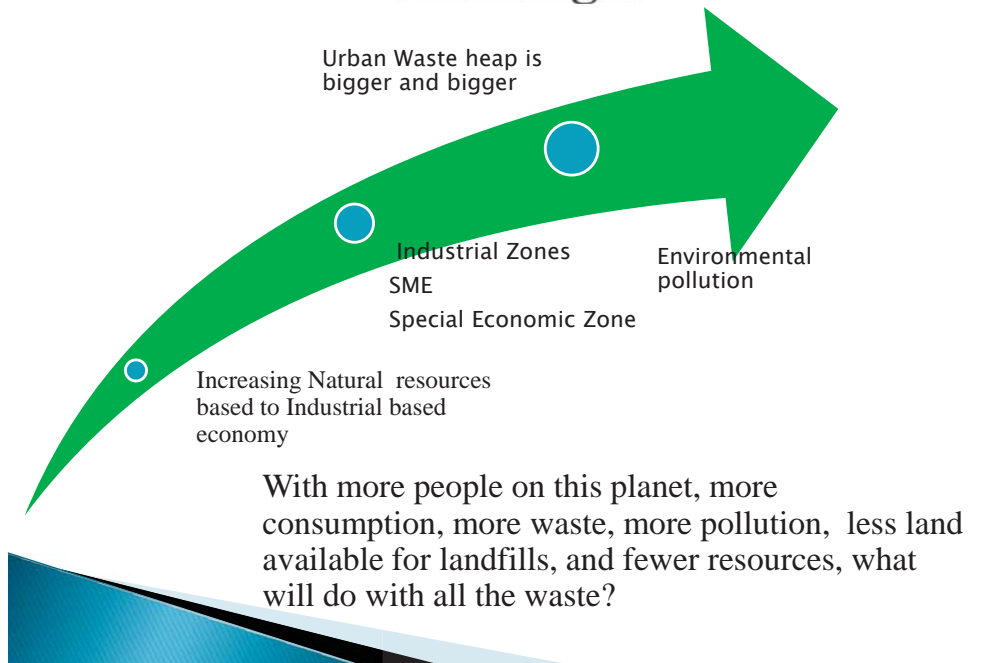 Urban Waste heap is
bigger and bigger
Industrial Zones
SME
Special Economic Zone
Environmental
pollution
Increasing Natural resources
based to Industrial based
economy
With more people on this planet, more
consumption, more waste, more pollution, less land
available for landfills, and fewer resources, what
will do with all the waste?